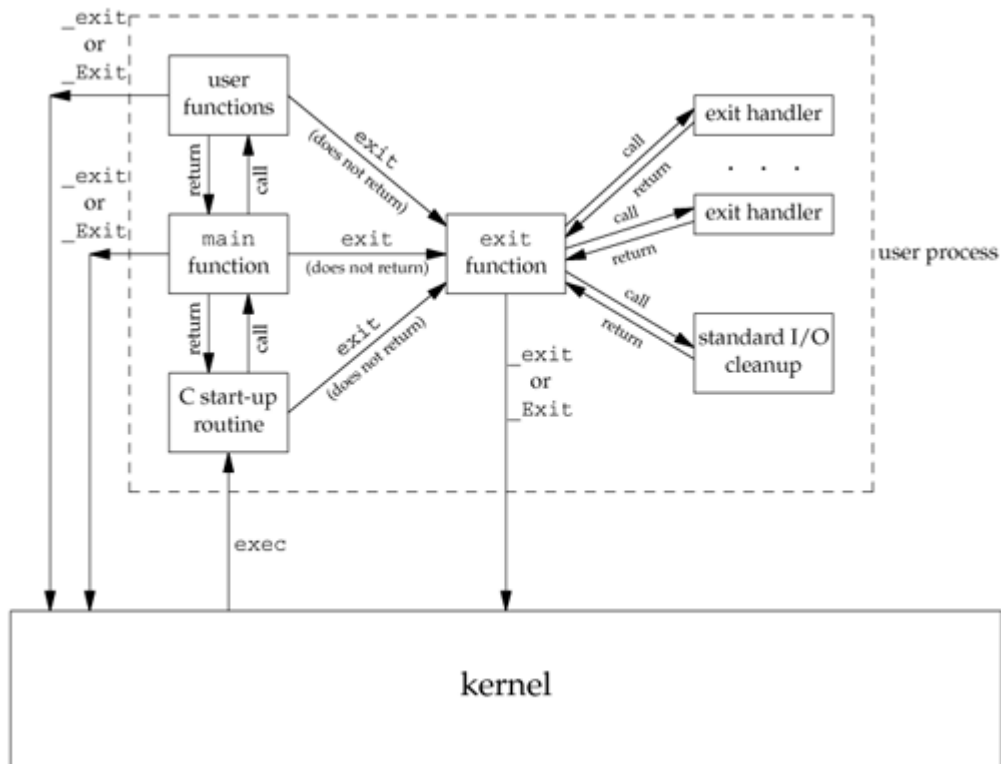 _exit
or
_Exit
user
functions
exit
(does not return)
call
return
exit handler
. . .
return
call
_exit
or
_Exit
main
function
exit
(does not return)
exit
function
call
return
exit handler
user process
return
call
exit
(does not return)
call
return
standard I/O
cleanup
C start-up
routine
_exit
or
_Exit
exec
kernel